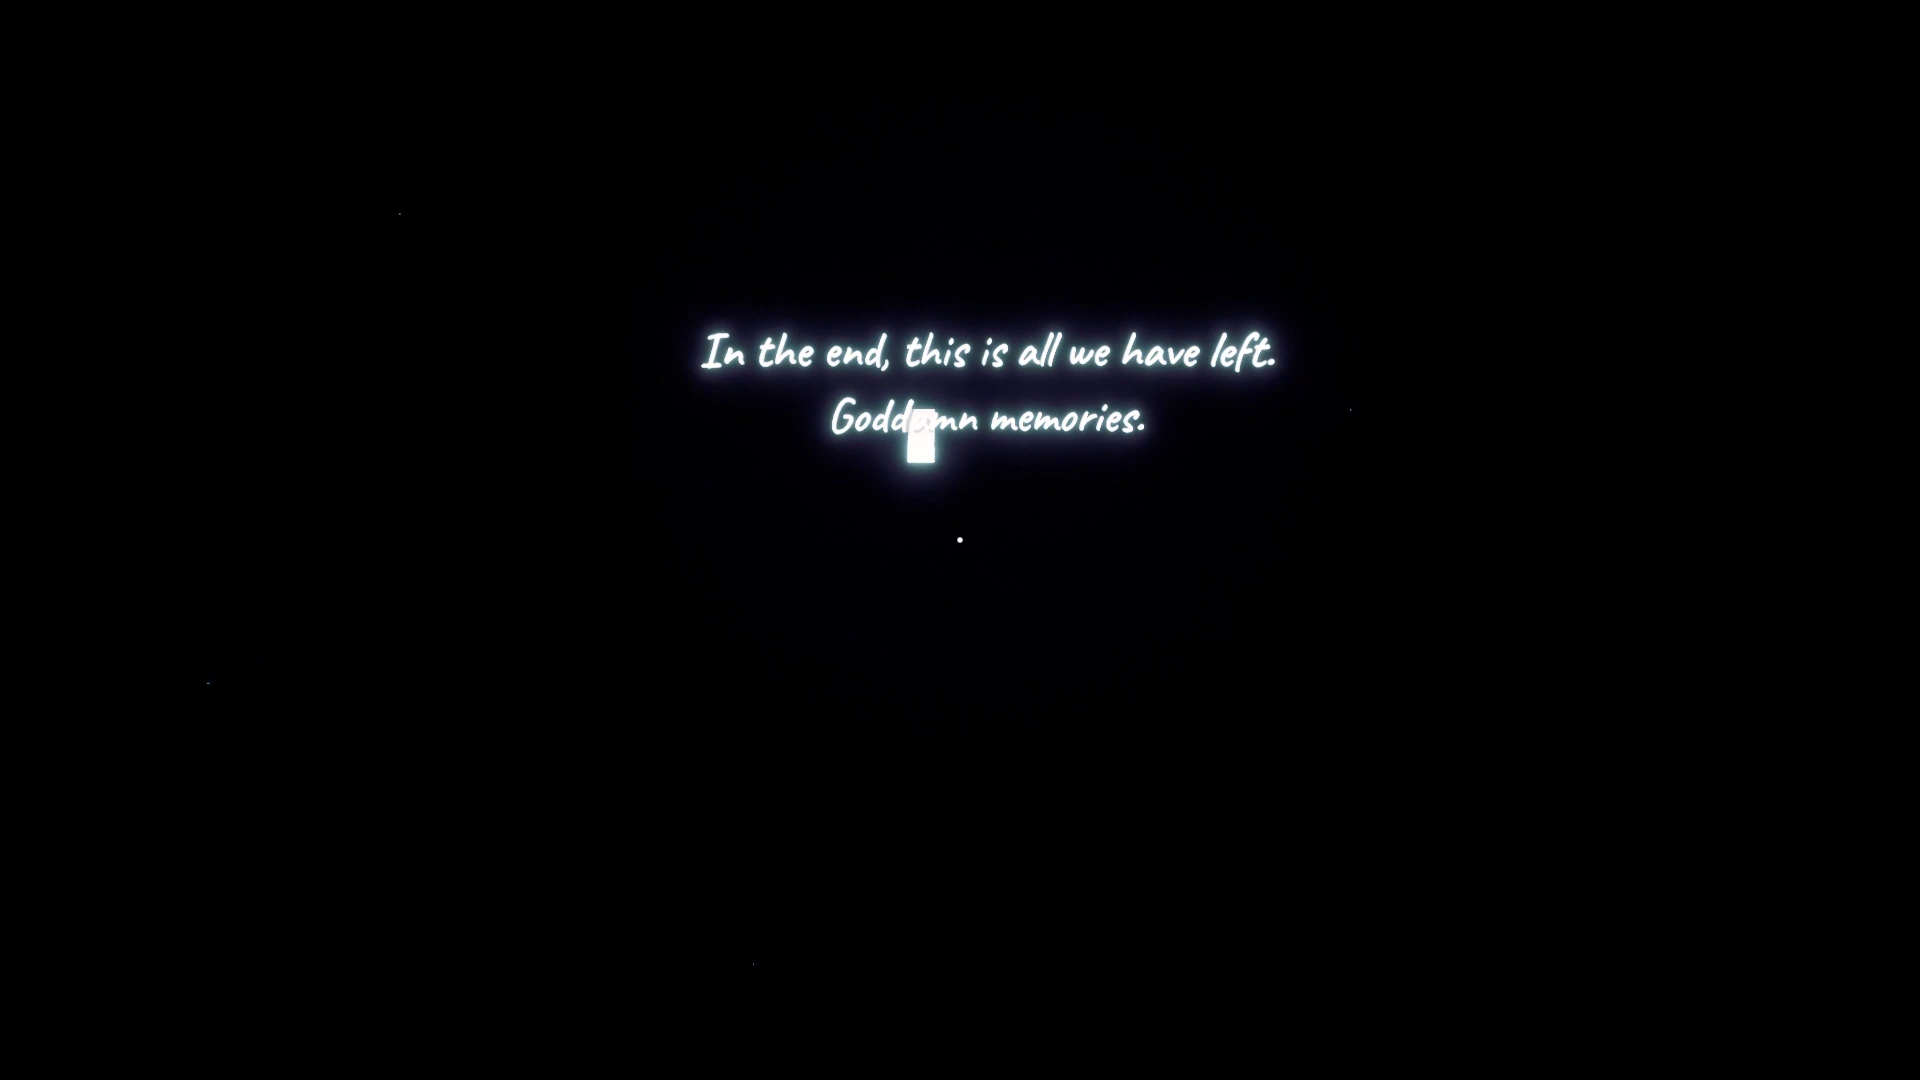 In the end, this is all we have left.
Goddamn memories.